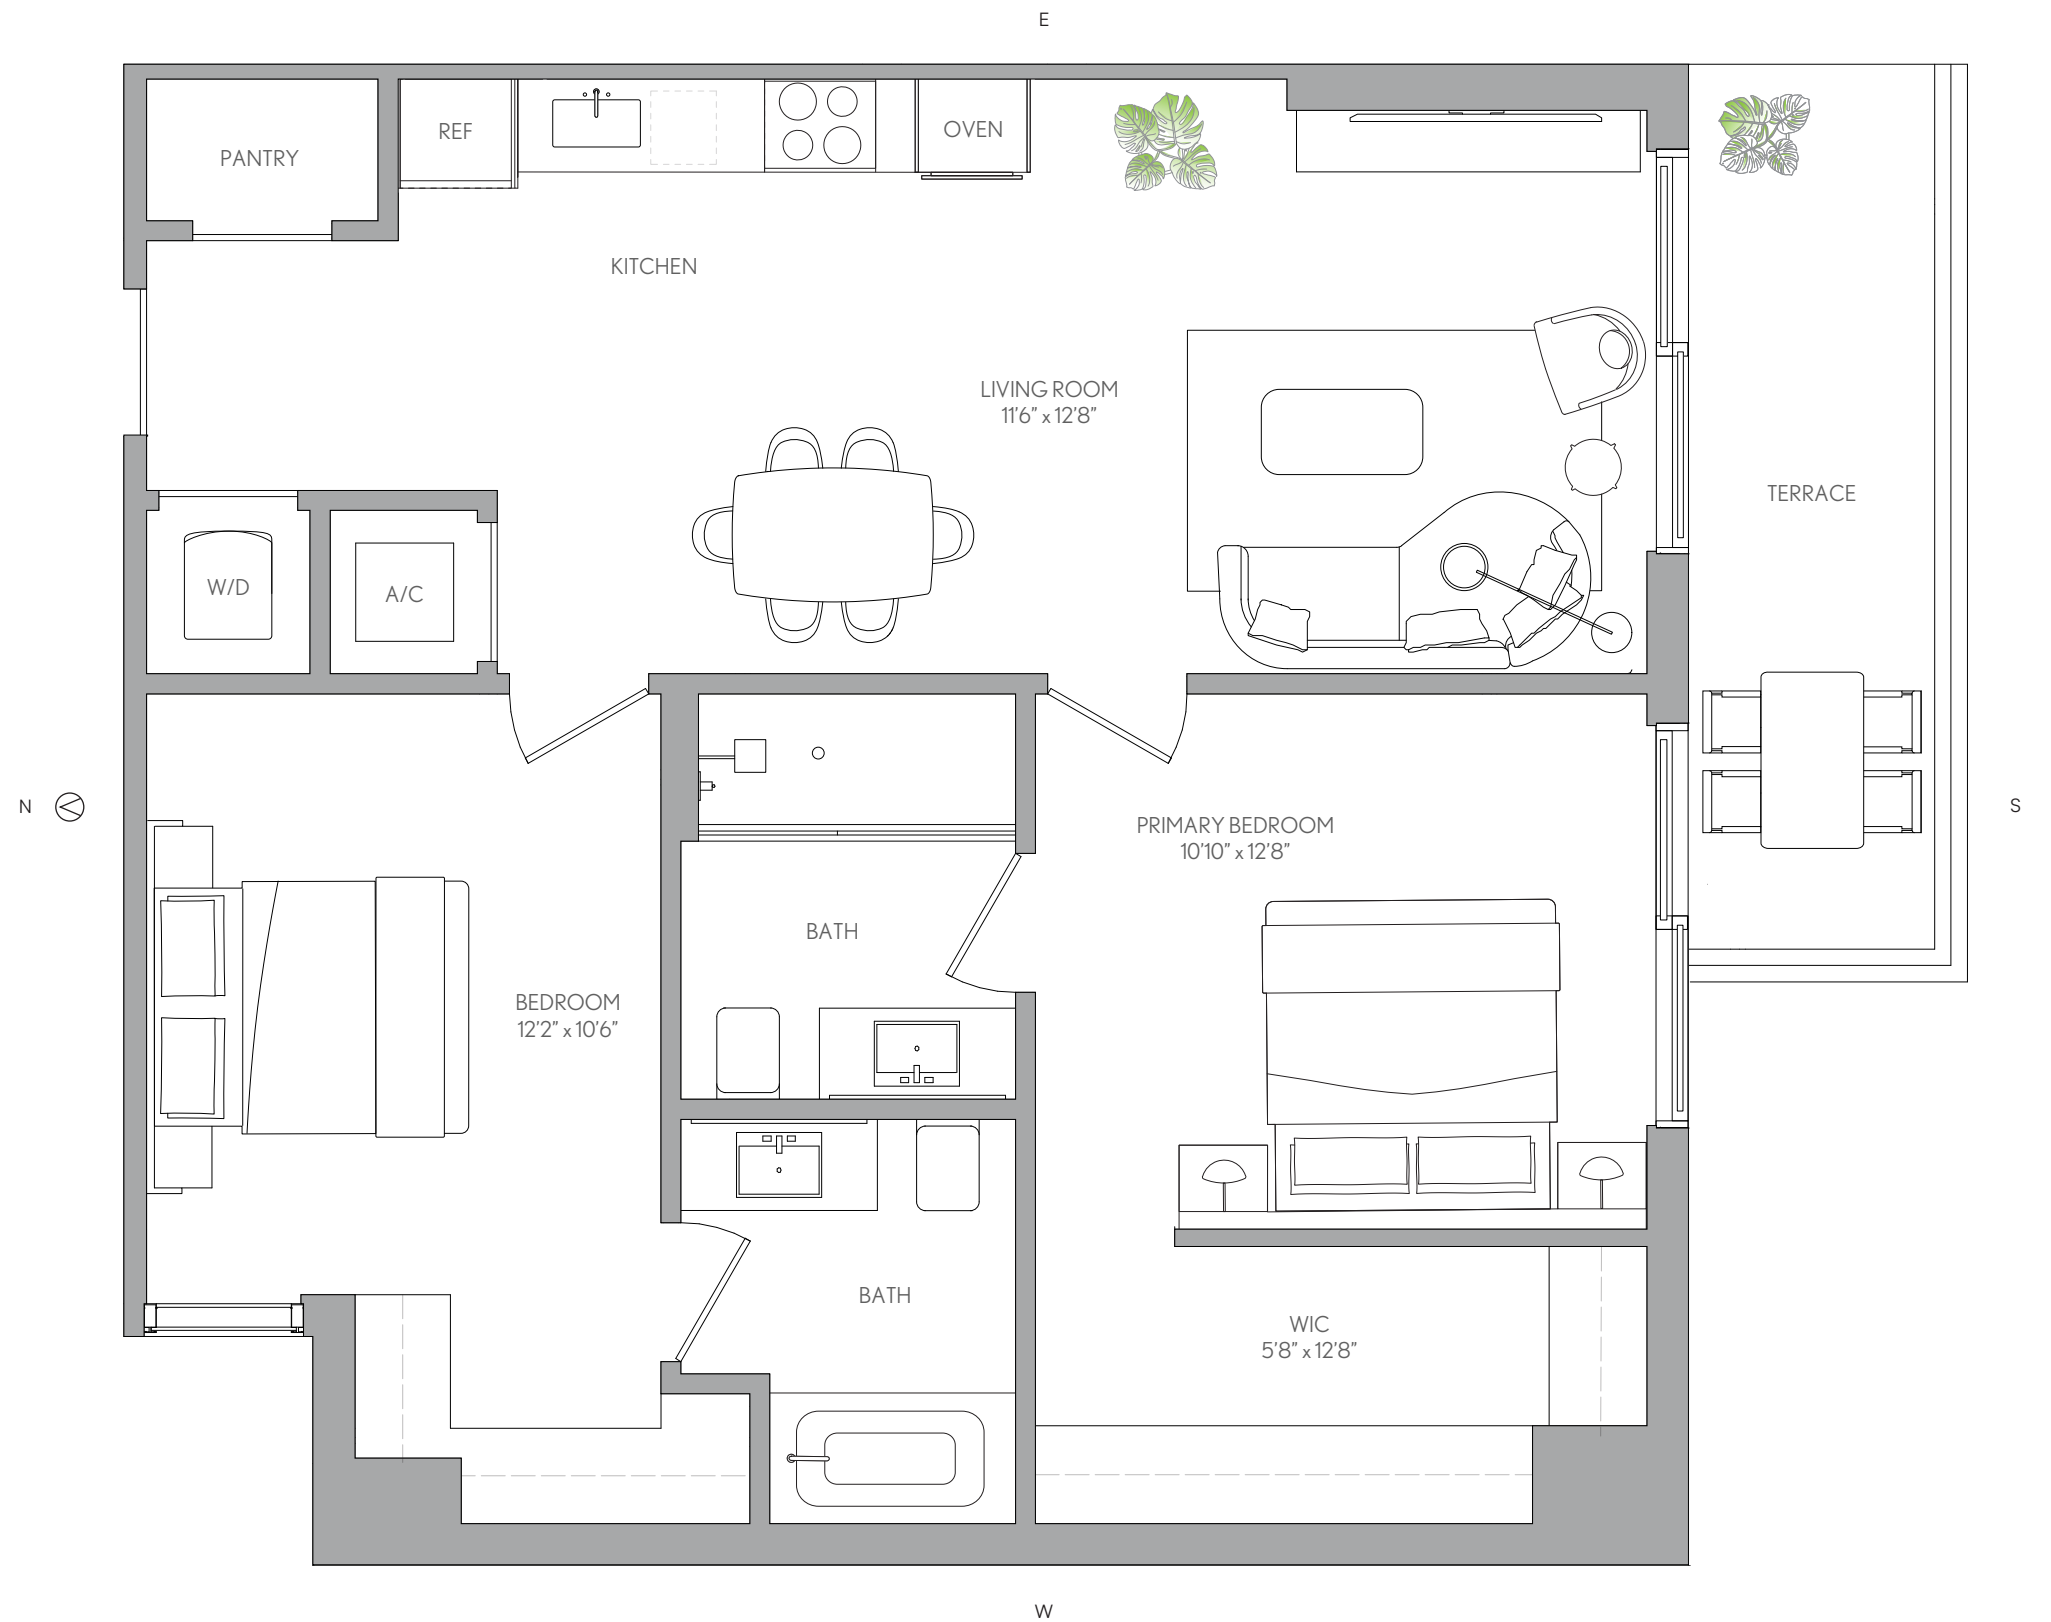 E
PANTRY
REF
OVEN
KITCHEN
LIVING ROOM
11'6” x 12'8”
TERRACE
W/D
A/C
N
S
PRIMARY BEDROOM
10'10” x 12'8”
BATH
BEDROOM
12'2” x 10'6”
BATH
WIC
5'8” x 12'8”
W